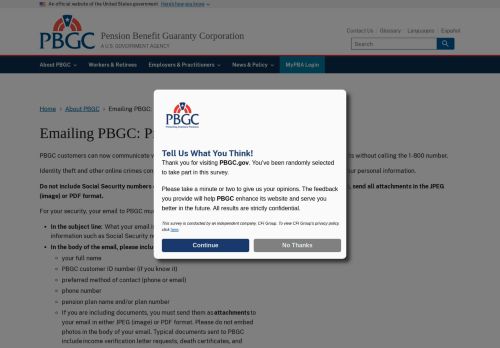 An official website of the United States government Here's how you know
PBGC
Pension Benefit Guaranty Corporation
A U.S. GOVERNMENT AGENCY
Contact Us
Glossary
Languages
Español
Search
About PBGC
Workers & Retirees
Employers & Practitioners
News & Policy
MyPBA Login
Home
About PBGC
Emailing PBGC:
Emailing PBGC:
PBGC customers can now communicate
ts without calling the 1-800 number.
Identity theft and other online crimes
ur personal information.
Do not include Social Security numbers
send all attachments in the JPEG
(image) or PDF format.
For your security, your email to PBGC
In the subject line: What your email
information such as Social Security
In the body of the email, please
your full name
PBGC customer ID number (if you know it)
preferred method of contact (phone or email)
phone number
pension plan name and/or plan number
If you are including documents, you must send them as attachments to
your email in either JPEG (image) or PDF format. Please do not embed
photos in the body of your email. Typical documents sent to PBGC
include income verification letter requests, death certificates, and
PBGC
Protecting America's Pensions
Tell Us What You Think!
Thank you for visiting PBGC.gov. You've been randomly selected
to take part in this survey.
Please take a minute or two to give us your opinions. The feedback
you provide will help PBGC enhance its website and serve you
better in the future. All results are strictly confidential.
This survey is conducted by an independent company, CFI Group. To view CFI Group's privacy policy
click here.
Continue
No Thanks